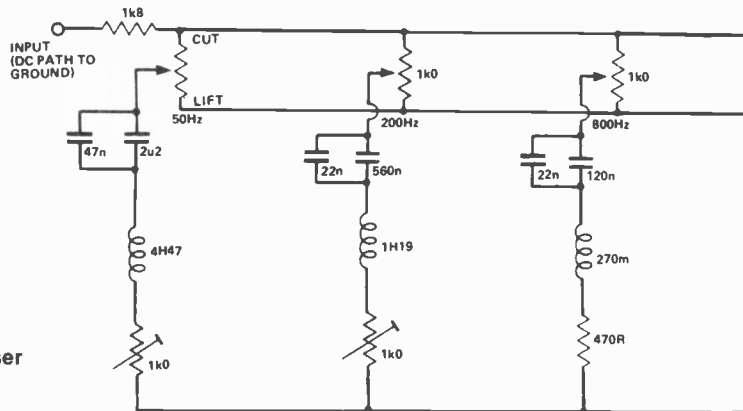 1k8
INPUT
(DC PATH TO
GROUND)
CUT
LIFT
50Hz
1k0
200Hz
1k0
800Hz
47n
2u2
22n
560n
22n
120n
4H47
1H19
270m
1k0
1k0
470R
ser